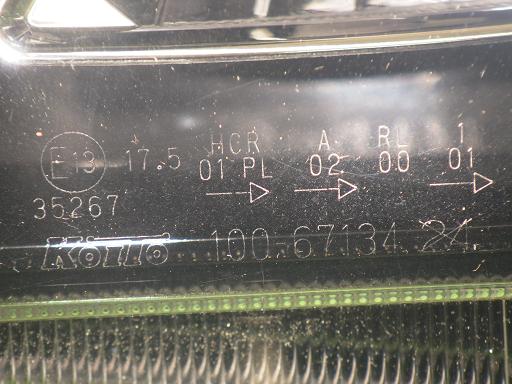 HCR A RL 1
E13 17.5 01 PL 02 00 01
35267
KOITO 100-67134 24